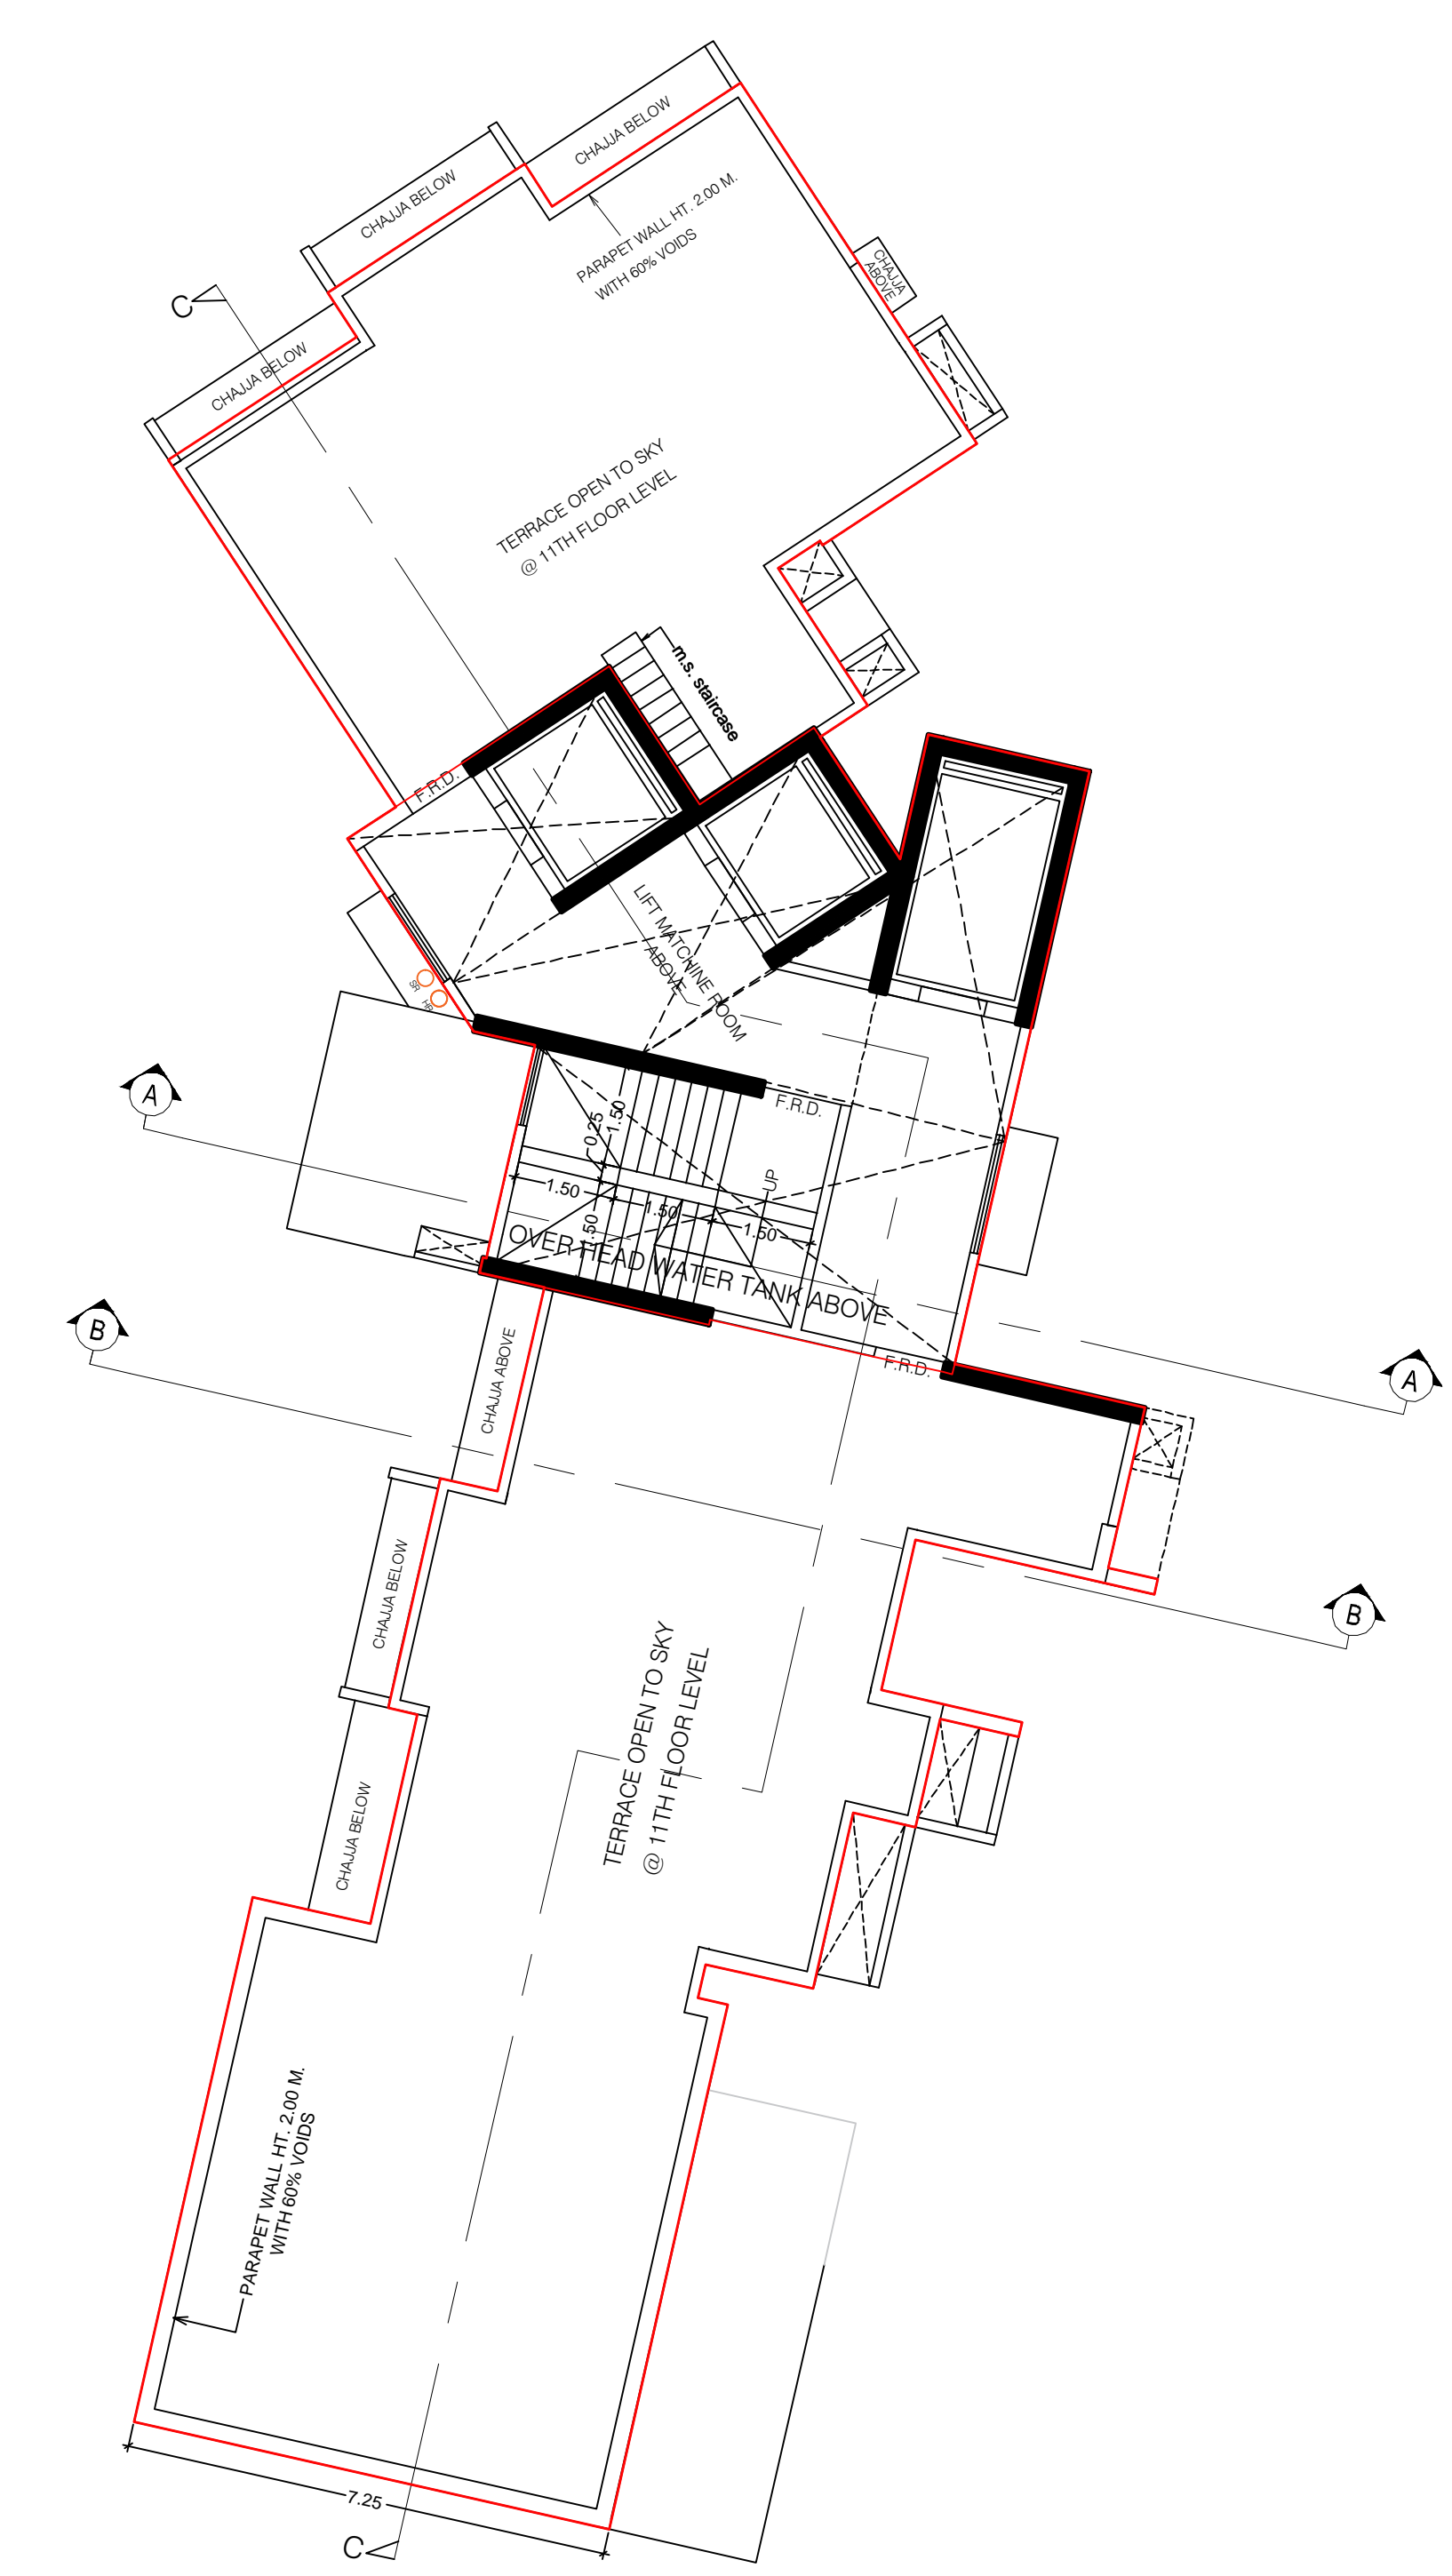 CHAJJA BELOW
CHAJJA BELOW
PARAPET WALL HT. 2.00 M.
WITH 60% VOIDS
CHAJJA
ABOVE
C
CHAJJA BELOW
TERRACE OPEN TO SKY
@ 11TH FLOOR LEVEL
m.s. staircase
F.R.D.
LIFT MATCHINE ROOM
ABOVE
SR
HR
A
F.R.D.
0.25
1.50
UP
1.50
1.50
1.50
1.50
OVER HEAD WATER TANK ABOVE
B
CHAJJA ABOVE
F.R.D.
A
CHAJJA BELOW
B
TERRACE OPEN TO SKY
@ 11TH FLOOR LEVEL
CHAJJA BELOW
PARAPET WALL HT. 2.00 M.
WITH 60% VOIDS
7.25
C